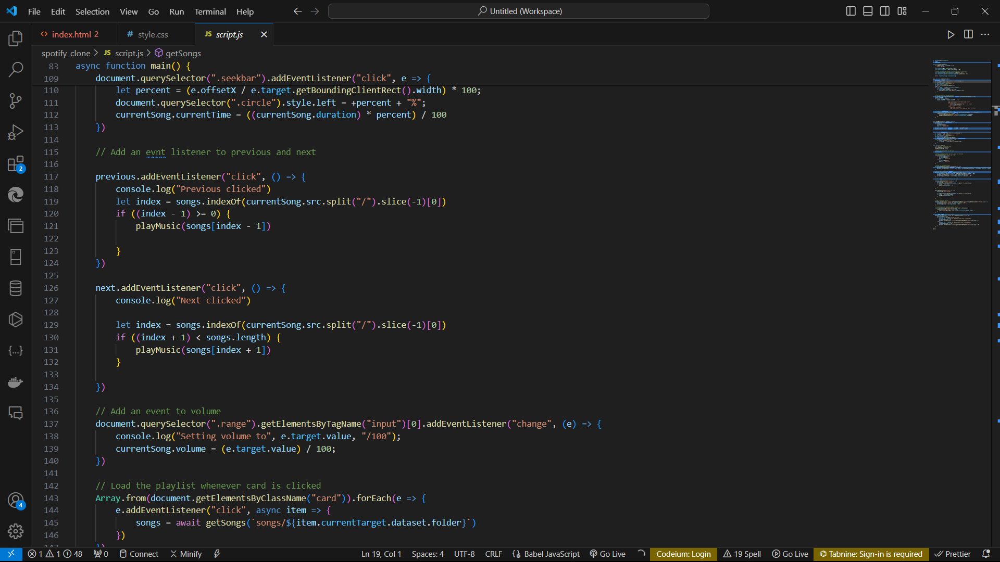 File Edit Selection View Go Run Terminal Help
Untitled (Workspace)
index.html 2
# style.css
JS script.js
spotify_clone > JS script.js > getSongs
83 async function main() {
109 document.querySelector(".seekbar").addEventListener("click", e => {
110 let percent = (e.offsetX / e.target.getBoundingClientRect().width) * 100;
111 document.querySelector(".circle").style.left = +percent + "%";
112 currentSong.currentTime = ((currentSong.duration) * percent) / 100
113 })
114
115 // Add an evnt listener to previous and next
116
117 previous.addEventListener("click", () => {
118 console.log("Previous clicked")
119 let index = songs.indexOf(currentSong.src.split("/").slice(-1)[0])
120 if ((index - 1) >= 0) {
121 playMusic(songs[index - 1])
122
123 }
124 })
125
126 next.addEventListener("click", () => {
127 console.log("Next clicked")
128
129 let index = songs.indexOf(currentSong.src.split("/").slice(-1)[0])
130 if ((index + 1) < songs.length) {
131 playMusic(songs[index + 1])
132 }
133
134 })
135
136 // Add an event to volume
137 document.querySelector(".range").getElementsByTagName("input")[0].addEventListener("change", (e) => {
138 console.log("Setting volume to", e.target.value, "/100");
139 currentSong.volume = (e.target.value) / 100;
140 })
141
142 // Load the playlist whenever card is clicked
143 Array.from(document.getElementsByClassName("card")).forEach(e => {
144 e.addEventListener("click", async item => {
145 songs = await getSongs(`songs/${item.currentTarget.dataset.folder}`)
146 })
147 })
2
4
1 1 48 0 Connect Minify Ln 19, Col 1 Spaces: 4 UTF-8 CRLF Babel JavaScript Go Live Codeium: Login 19 Spell Go Live Tabnine: Sign-in is required Prettier